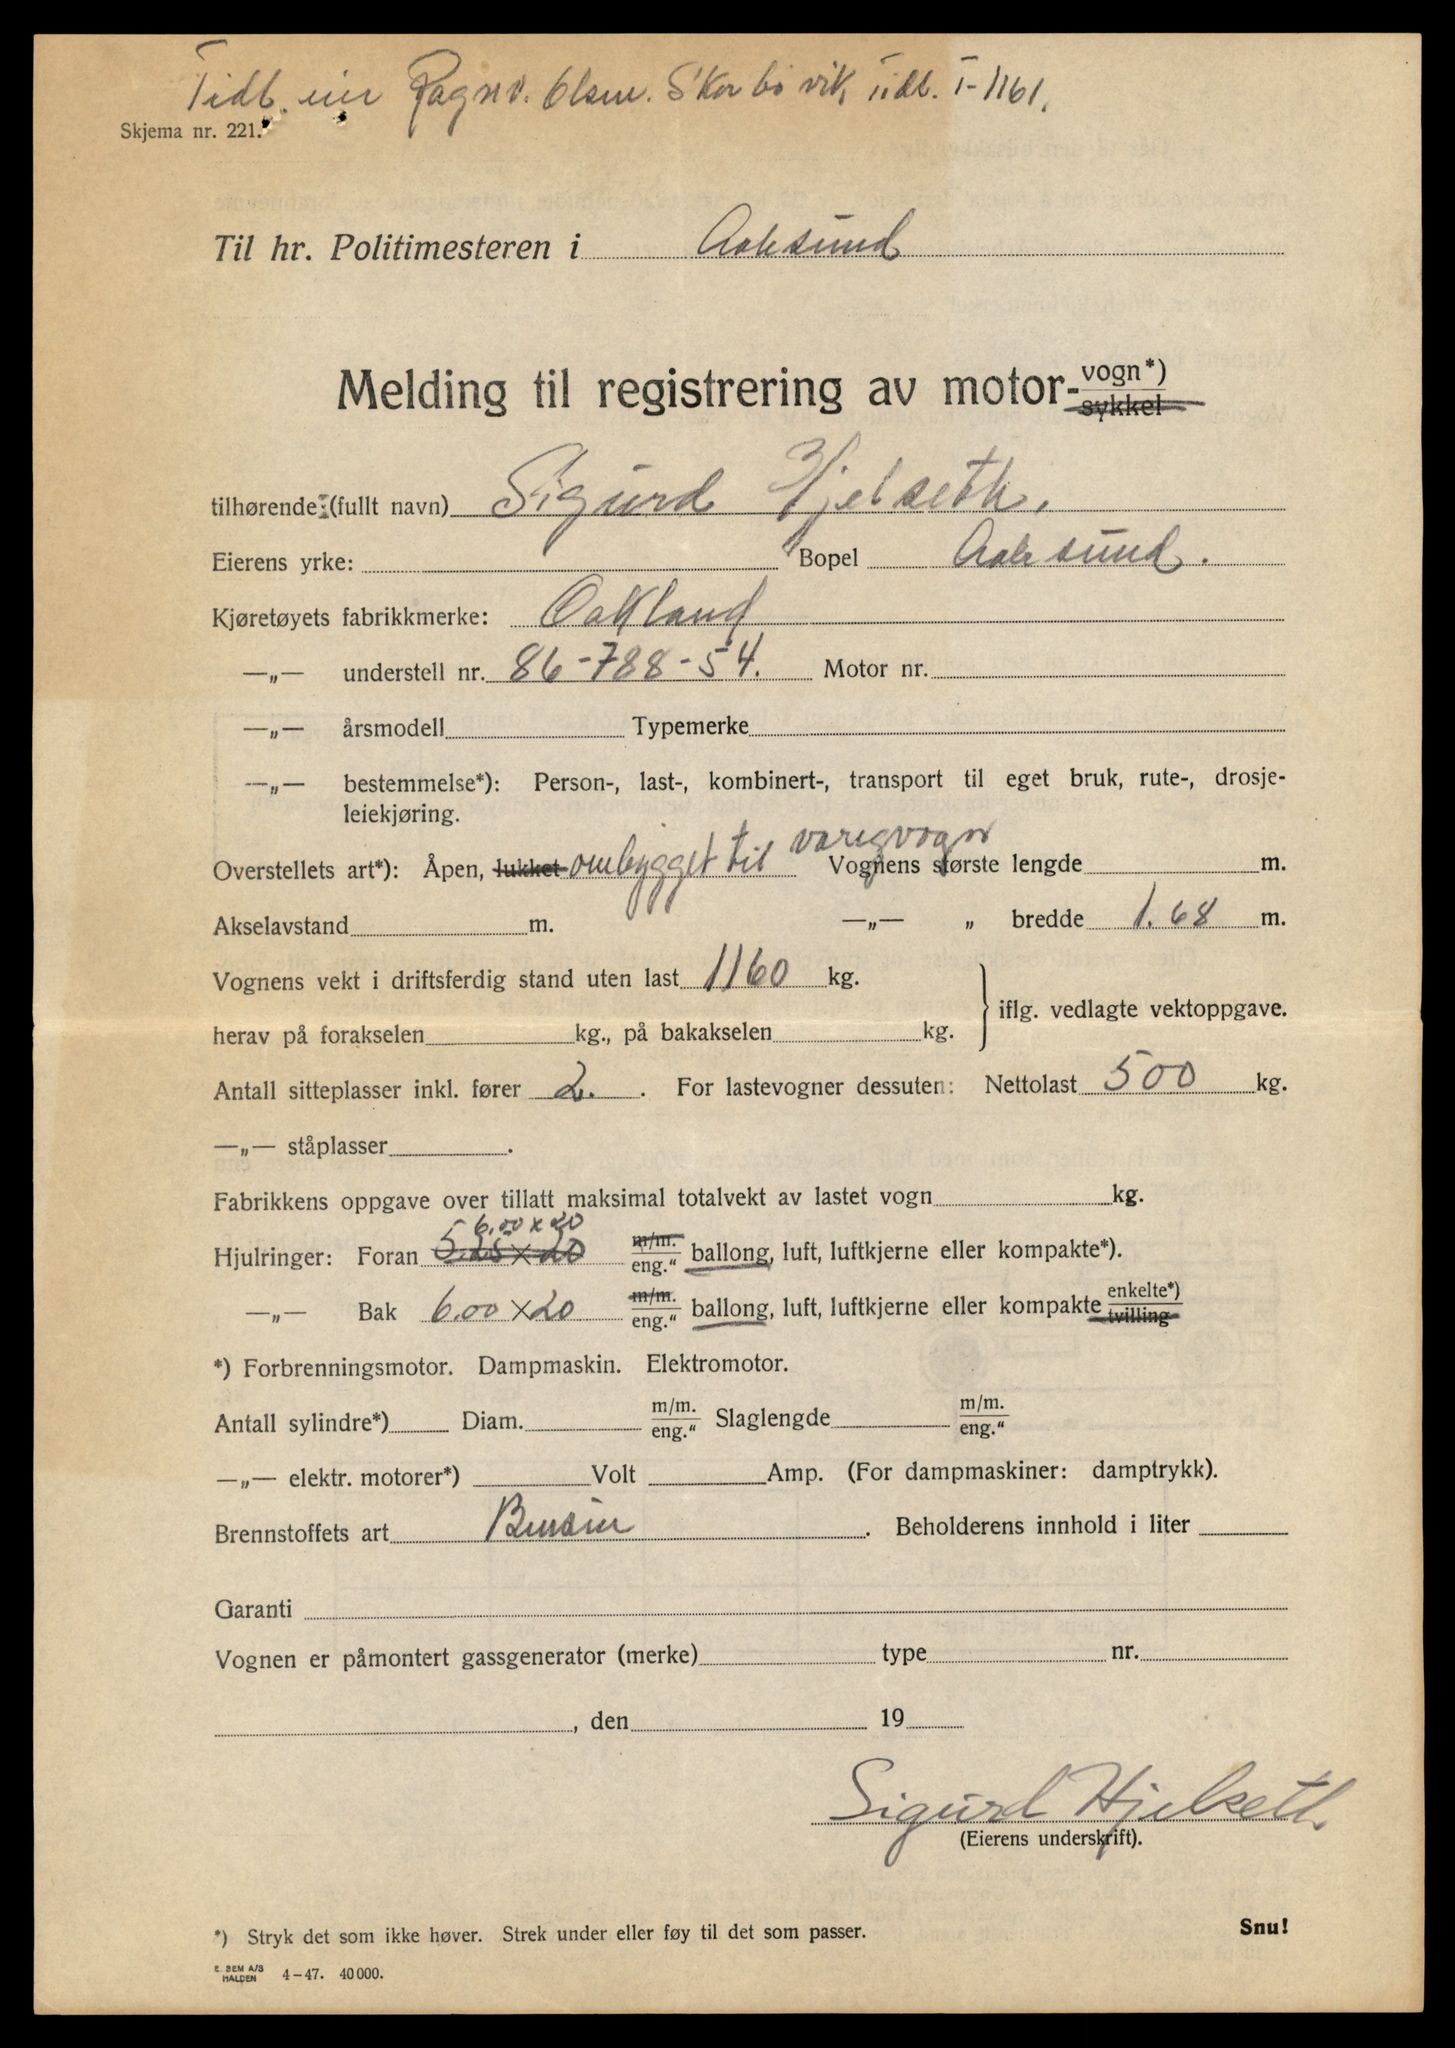 Tidl. eier Ragnv. Olsen. Skorbøvik, tidl. T-1161.
Skjema nr. 221.
Til hr. Politimesteren i Aalesund
Melding til registrering av motor-vogn*)
sykkel
tilhørende: (fullt navn) Sigurd Hjelseth.
Eierens yrke: Bopel Aalesund.
Kjøretøyets fabrikkmerke: Oakland
—„— understell nr. 86-788-54. Motor nr.
—„— årsmodell Typemerke
—„— bestemmelse*): Person-, last-, kombinert-, transport til eget bruk, rute-, drosje-
leiekjøring.
Overstellets art*): Åpen, lukket ombygget til varevogn Vognens største lengde m.
Akselavstand m. —„— „ bredde 1.68 m.
Vognens vekt i driftsferdig stand uten last 1160 kg.
herav på forakselen kg., på bakakselen kg. iflg. vedlagte vektoppgave.
Antall sitteplasser inkl. fører 2. . For lastevogner dessuten: Nettolast 500 kg.
—„— ståplasser .
Fabrikkens oppgave over tillatt maksimal totalvekt av lastet vogn kg.
6.00 x 20
Hjulringer: Foran 5.25 x 20 m/m. eng.“ ballong, luft, luftkjerne eller kompakte*).
—„— Bak 6.00 x 20 m/m. eng.“ ballong, luft, luftkjerne eller kompakte enkelte*) tvilling
*) Forbrenningsmotor. Dampmaskin. Elektromotor.
Antall sylindre*) Diam. m/m. eng.“ Slaglengde m/m. eng.“
—„— elektr. motorer*) Volt Amp. (For dampmaskiner: damptrykk).
Brennstoffets art Bensin . Beholderens innhold i liter
Garanti
Vognen er påmontert gassgenerator (merke) type nr.
, den 19
Sigurd Hjelseth
(Eierens underskrift).
*) Stryk det som ikke høver. Strek under eller føy til det som passer. Snu!
E. SEM A/S
HALDEN 4-47. 40 000.